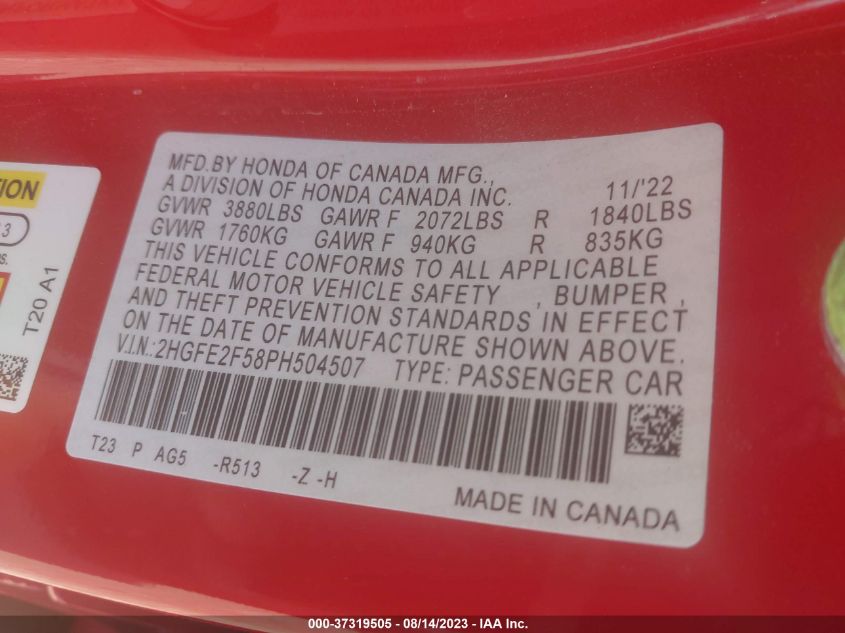 TION
3
os.
T20 A1
MFD.BY HONDA OF CANADA MFG.,
A DIVISION OF HONDA CANADA INC. 11/'22
GVWR 3880LBS GAWR F 2072LBS R 1840LBS
GVWR 1760KG GAWR F 940KG R 835KG
THIS VEHICLE CONFORMS TO ALL APPLICABLE
FEDERAL MOTOR VEHICLE SAFETY , BUMPER ,
AND THEFT PREVENTION STANDARDS IN EFFECT
ON THE DATE OF MANUFACTURE SHOWN ABOVE.
V.I.N.:2HGFE2F58PH504507 TYPE: PASSENGER CAR
T23 P AG5 -R513 -Z -H
MADE IN CANADA
000-37319505 - 08/14/2023 - IAA Inc.